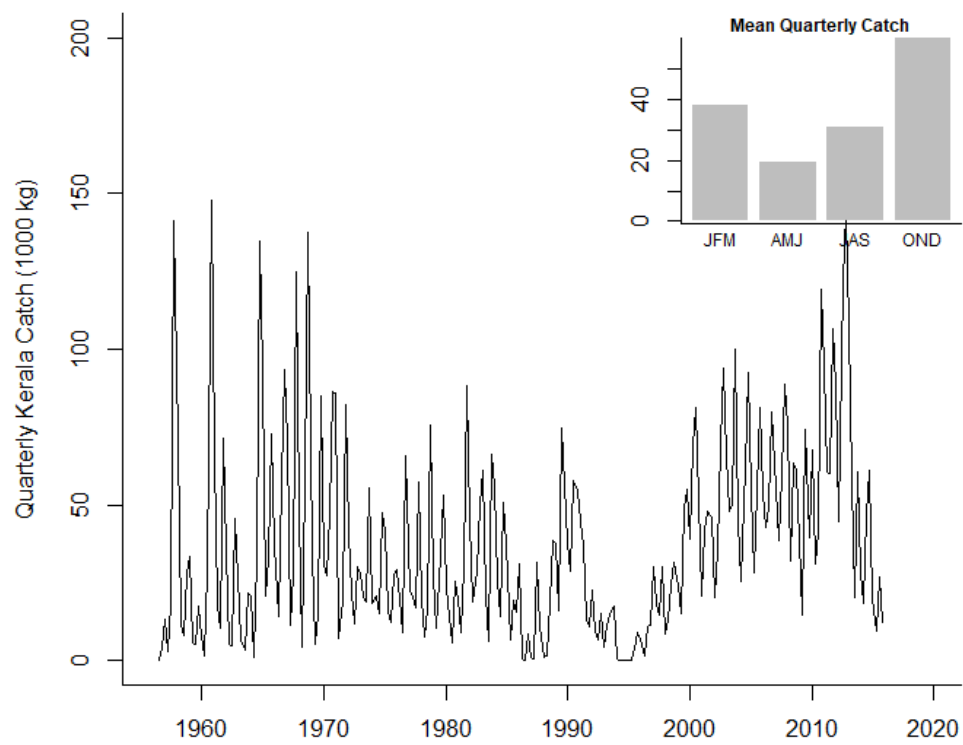 Mean Quarterly Catch
40
20
0
JFM AMJ JAS OND
Quarterly Kerala Catch (1000 kg)
200
150
100
50
0
1960 1970 1980 1990 2000 2010 2020